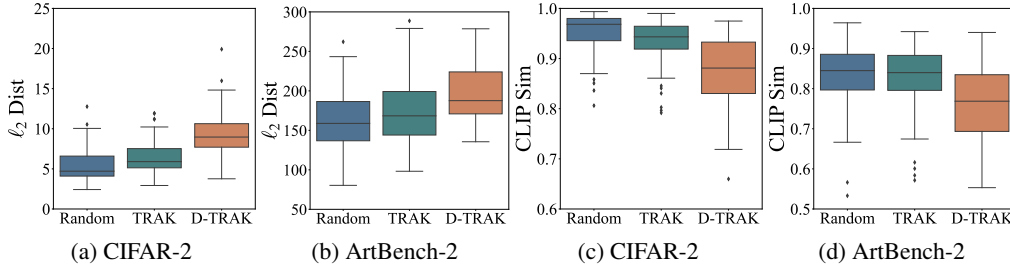 25
20
15
10
5
0
ℓ2 Dist
Random TRAK D-TRAK
(a) CIFAR-2
300
250
200
150
100
50
ℓ2 Dist
Random TRAK D-TRAK
(b) ArtBench-2
1.0
0.9
0.8
0.7
0.6
CLIP Sim
Random TRAK D-TRAK
(c) CIFAR-2
1.0
0.9
0.8
0.7
0.6
0.5
CLIP Sim
Random TRAK D-TRAK
(d) ArtBench-2